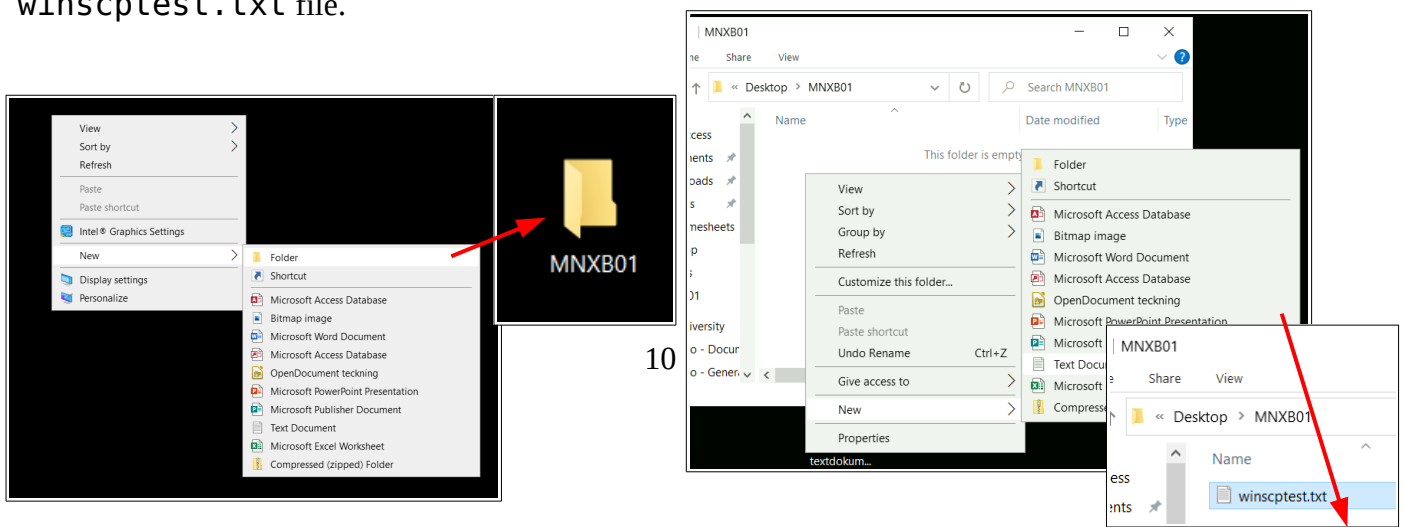 winscptest.txt file.
View
Sort by
Refresh
Paste
Paste shortcut
Intel® Graphics Settings
New
Display settings
Personalize
Folder
Shortcut
Microsoft Access Database
Bitmap image
Microsoft Word Document
Microsoft Access Database
OpenDocument teckning
Microsoft PowerPoint Presentation
Microsoft Publisher Document
Text Document
Microsoft Excel Worksheet
Compressed (zipped) Folder
MNXB01
10
MNXB01
Share View
« Desktop > MNXB01 Search MNXB01
Name Date modified Type
This folder is empty
View
Sort by
Group by
Refresh
Customize this folder...
Paste
Paste shortcut
Undo Rename Ctrl+Z
Give access to
New
Properties
textdokum...
Folder
Shortcut
Microsoft Access Database
Bitmap image
Microsoft Word Document
Microsoft Access Database
OpenDocument teckning
Microsoft PowerPoint Presentation
Microsoft
Text Docu
Microsoft
Compresse
MNXB01
Share View
« Desktop > MNXB01
Name
winscptest.txt